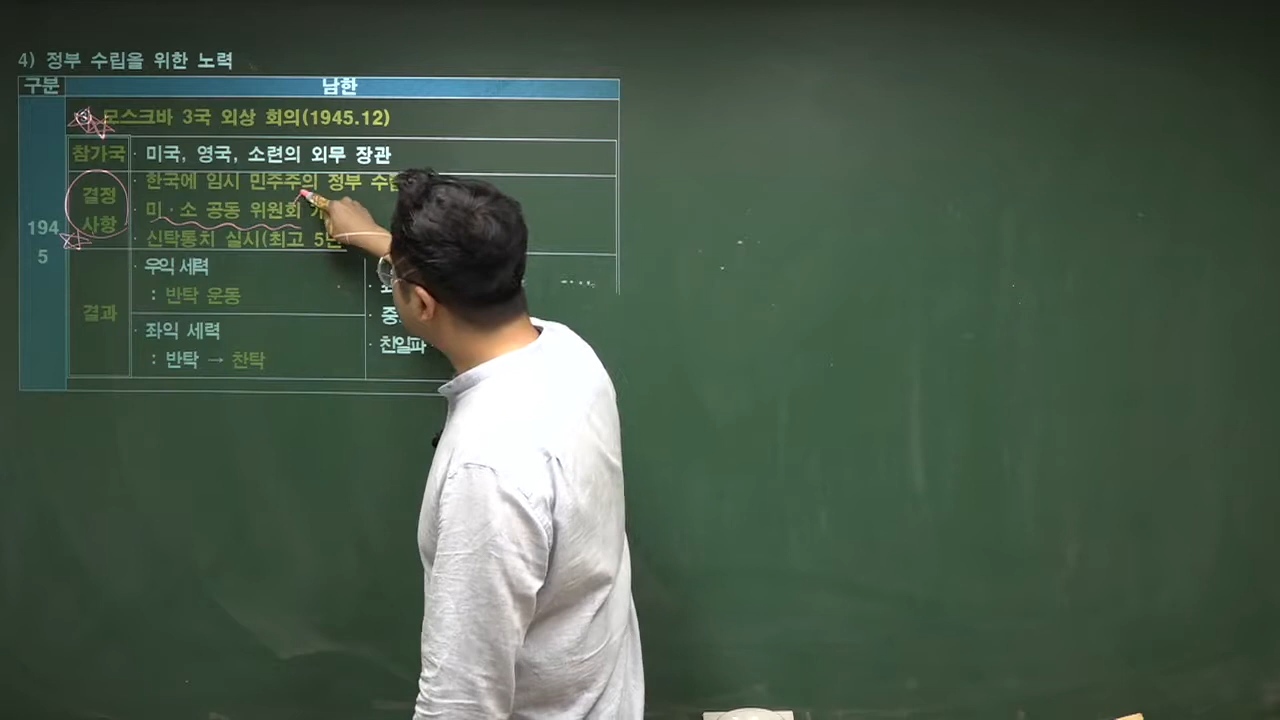 4) 정부 수립을 위한 노력
구분
남한
모스크바 3국 외상 회의(1945.12)
참가국
· 미국, 영국, 소련의 외무 장관
결정
사항
· 한국에 임시 민주주의 정부
· 미·소 공동 위원회
· 신탁통치 실시(최고 5년
194
5
결과
· 우익 세력
: 반탁 운동
· 좌익 세력
: 반탁 → 찬탁
· 중
· 친일파